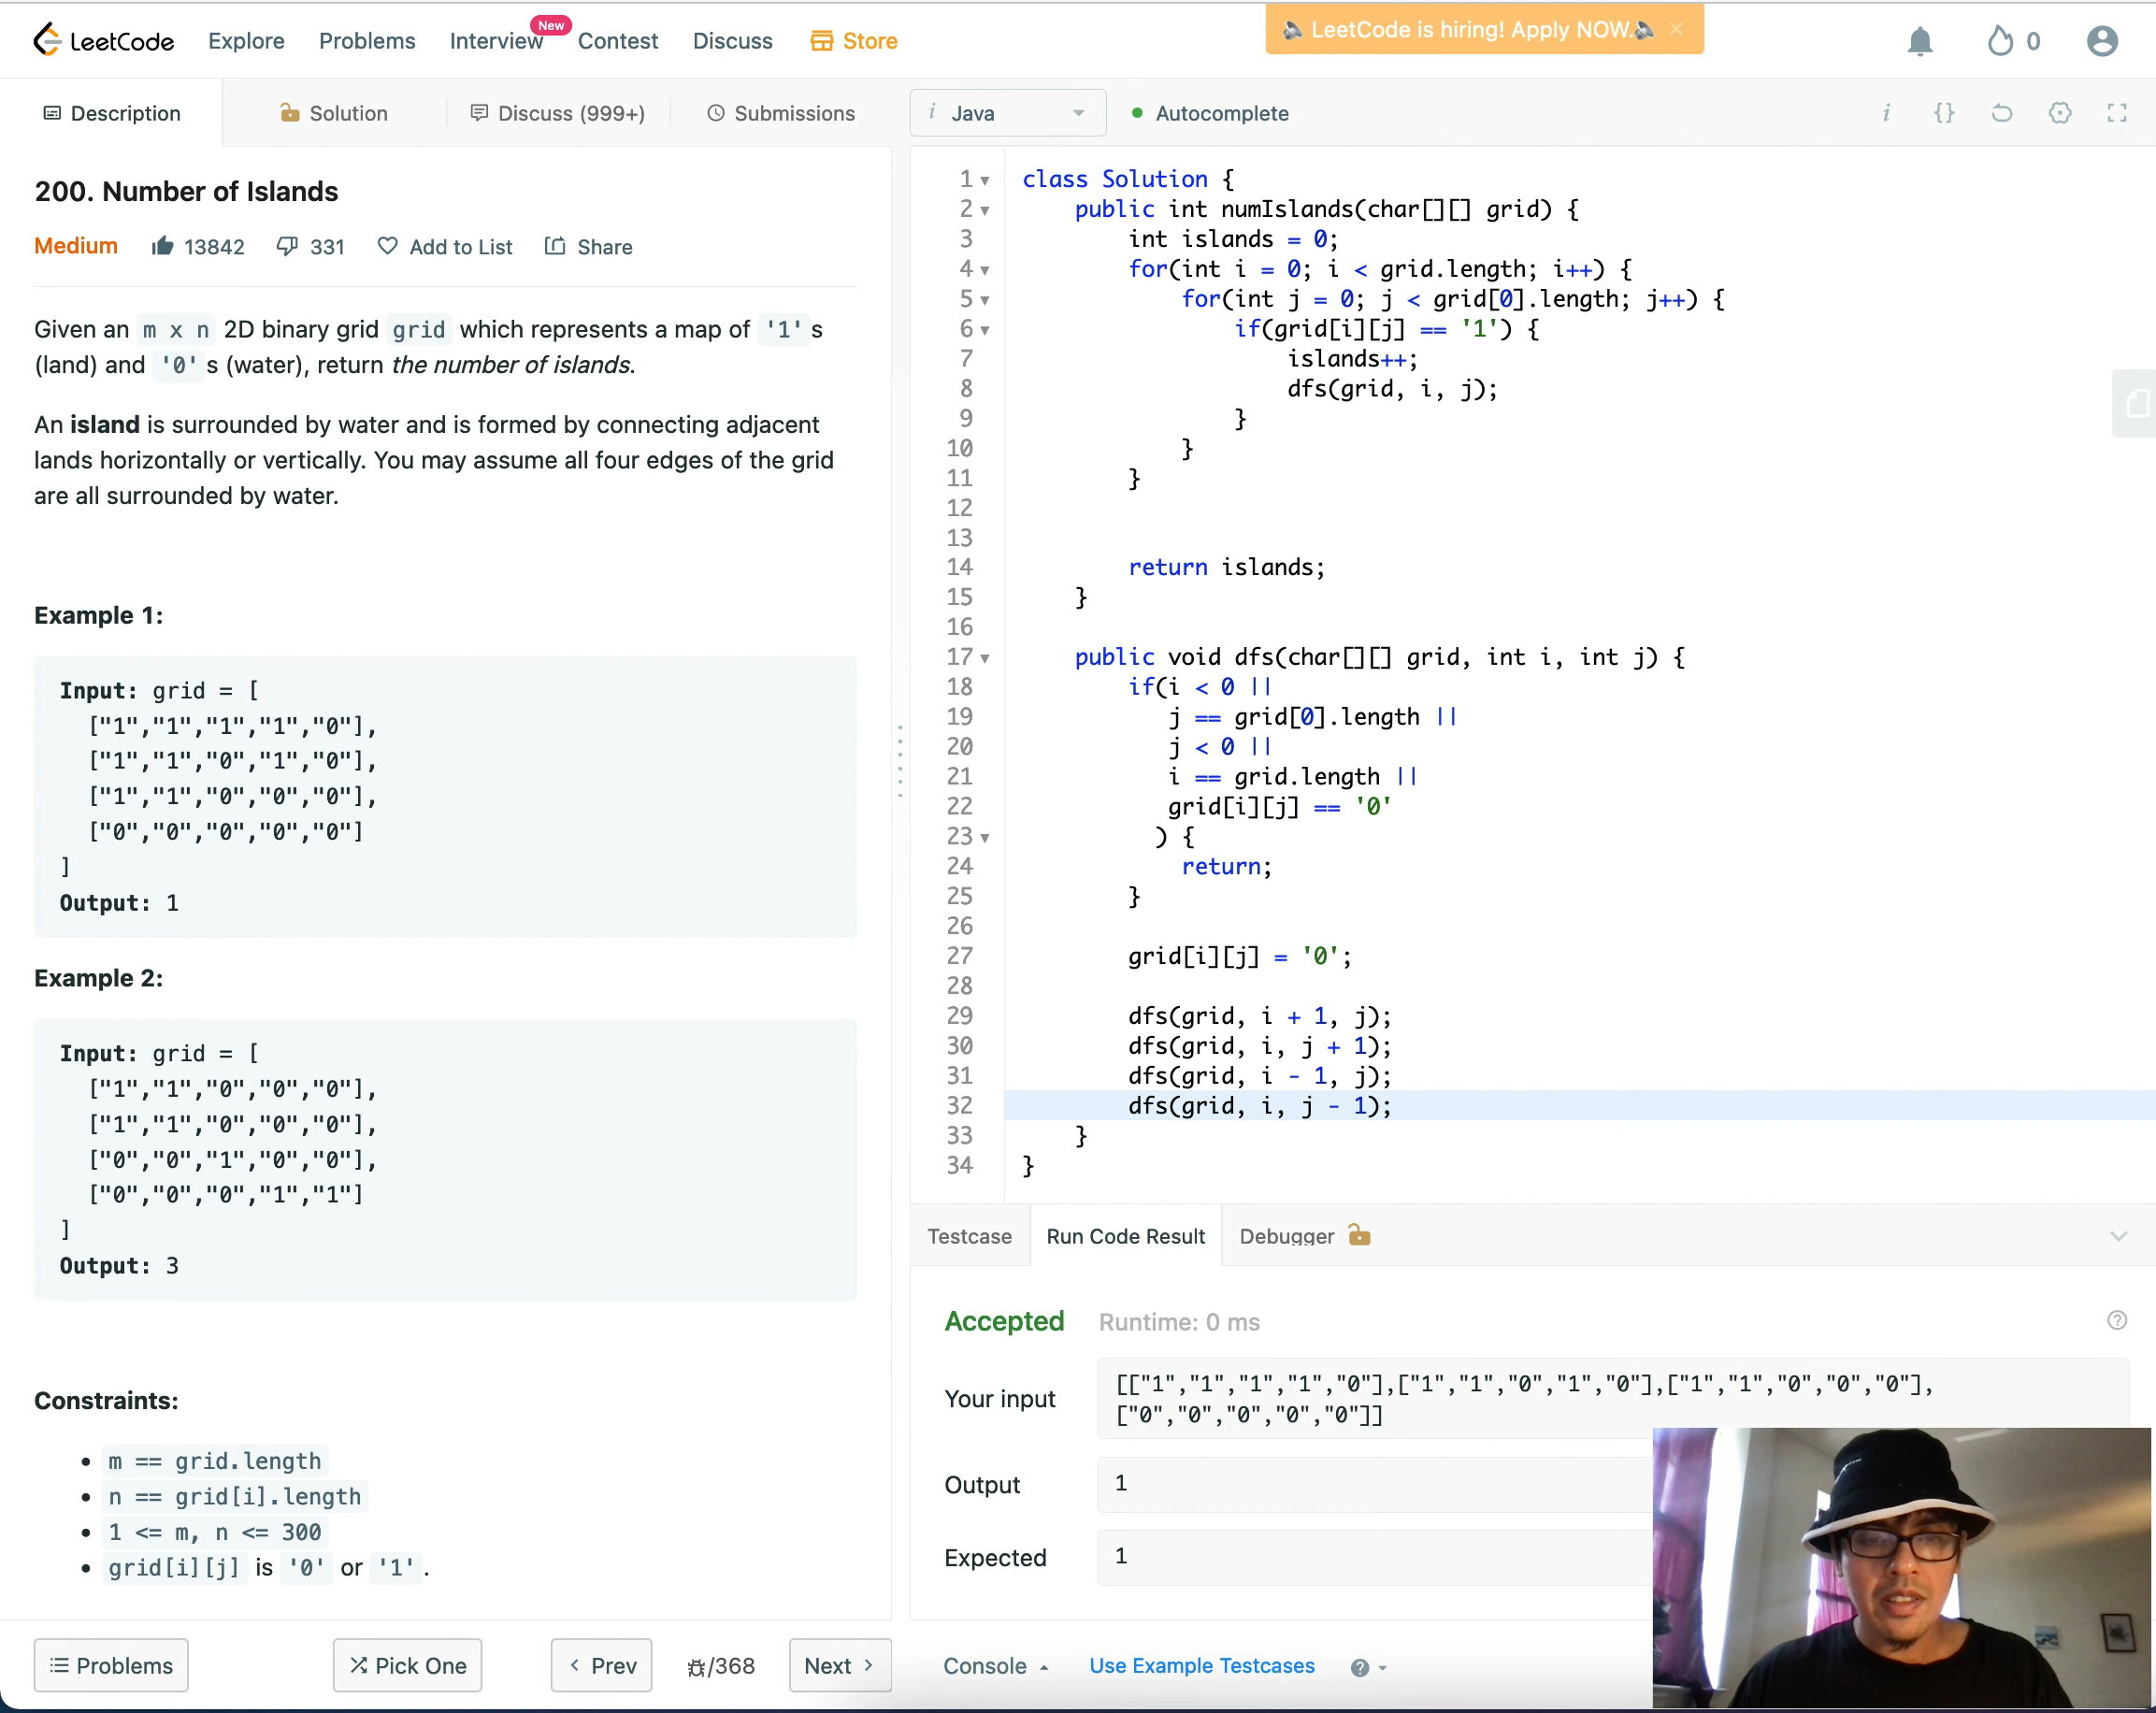 LeetCode Explore Problems Interview New Contest Discuss Store LeetCode is hiring! Apply NOW. 0
Description Solution Discuss (999+) Submissions
200. Number of Islands
Medium 13842 331 Add to List Share
Given an m x n 2D binary grid grid which represents a map of '1' s
(land) and '0' s (water), return the number of islands.
An island is surrounded by water and is formed by connecting adjacent
lands horizontally or vertically. You may assume all four edges of the grid
are all surrounded by water.
Example 1:
Input: grid = [
["1","1","1","1","0"],
["1","1","0","1","0"],
["1","1","0","0","0"],
["0","0","0","0","0"]
]
Output: 1
Example 2:
Input: grid = [
["1","1","0","0","0"],
["1","1","0","0","0"],
["0","0","1","0","0"],
["0","0","0","1","1"]
]
Output: 3
Constraints:
• m == grid.length
• n == grid[i].length
• 1 <= m, n <= 300
• grid[i][j] is '0' or '1' .
Problems Pick One < Prev /368 Next >
i Java Autocomplete i {}
1 class Solution {
2 public int numIslands(char[][] grid) {
3 int islands = 0;
4 for(int i = 0; i < grid.length; i++) {
5 for(int j = 0; j < grid[0].length; j++) {
6 if(grid[i][j] == '1') {
7 islands++;
8 dfs(grid, i, j);
9 }
10 }
11 }
12
13
14 return islands;
15 }
16
17 public void dfs(char[][] grid, int i, int j) {
18 if(i < 0 ||
19 j == grid[0].length ||
20 j < 0 ||
21 i == grid.length ||
22 grid[i][j] == '0'
23 ) {
24 return;
25 }
26
27 grid[i][j] = '0';
28
29 dfs(grid, i + 1, j);
30 dfs(grid, i, j + 1);
31 dfs(grid, i - 1, j);
32 dfs(grid, i, j - 1);
33 }
34 }
Testcase Run Code Result Debugger
Accepted Runtime: 0 ms
Your input
[["1","1","1","1","0"],["1","1","0","1","0"],["1","1","0","0","0"],
["0","0","0","0","0"]]
Output 1
Expected 1
Console Use Example Testcases ?